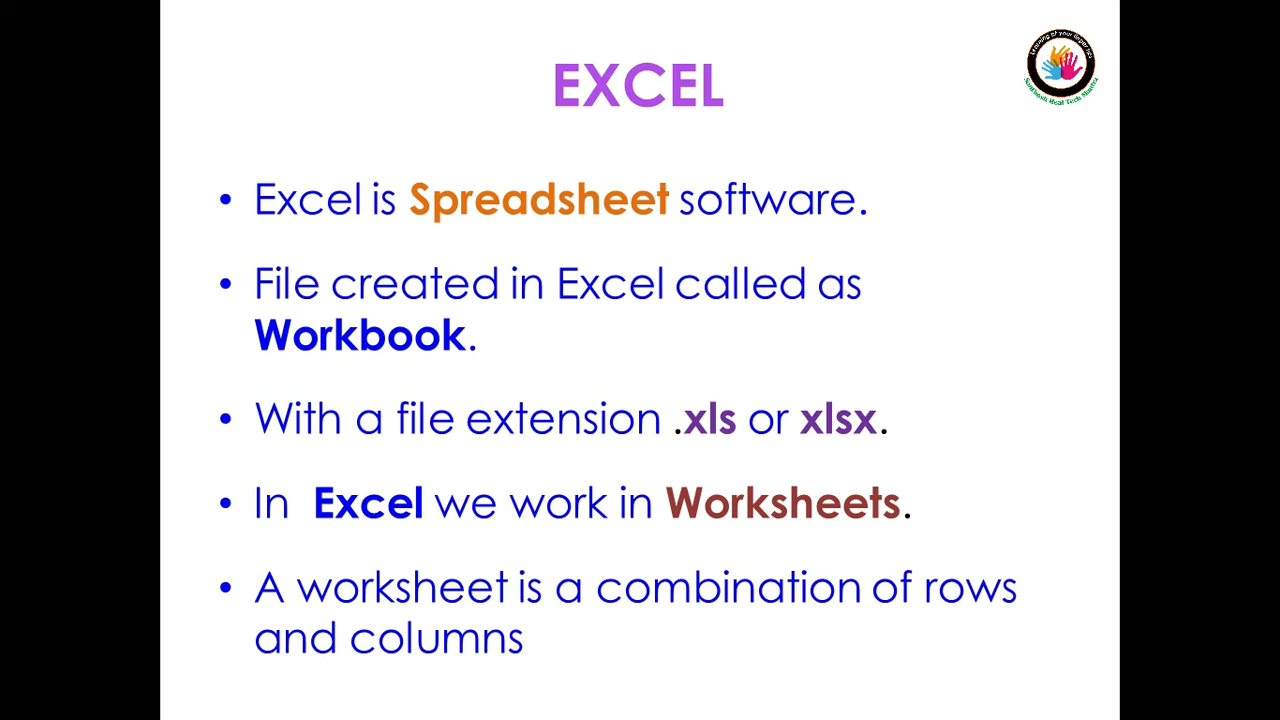 EXCEL
• Excel is Spreadsheet software.
• File created in Excel called as
Workbook.
• With a file extension .xls or xlsx.
• In Excel we work in Worksheets.
• A worksheet is a combination of rows
and columns